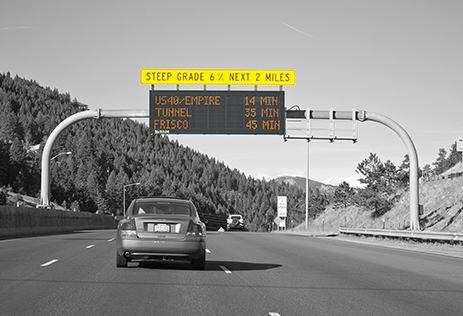 STEEP GRADE 6% NEXT 2 MILES
US40/EMPIRE 14 MIN
TUNNEL 35 MIN
FRISCO 45 MIN